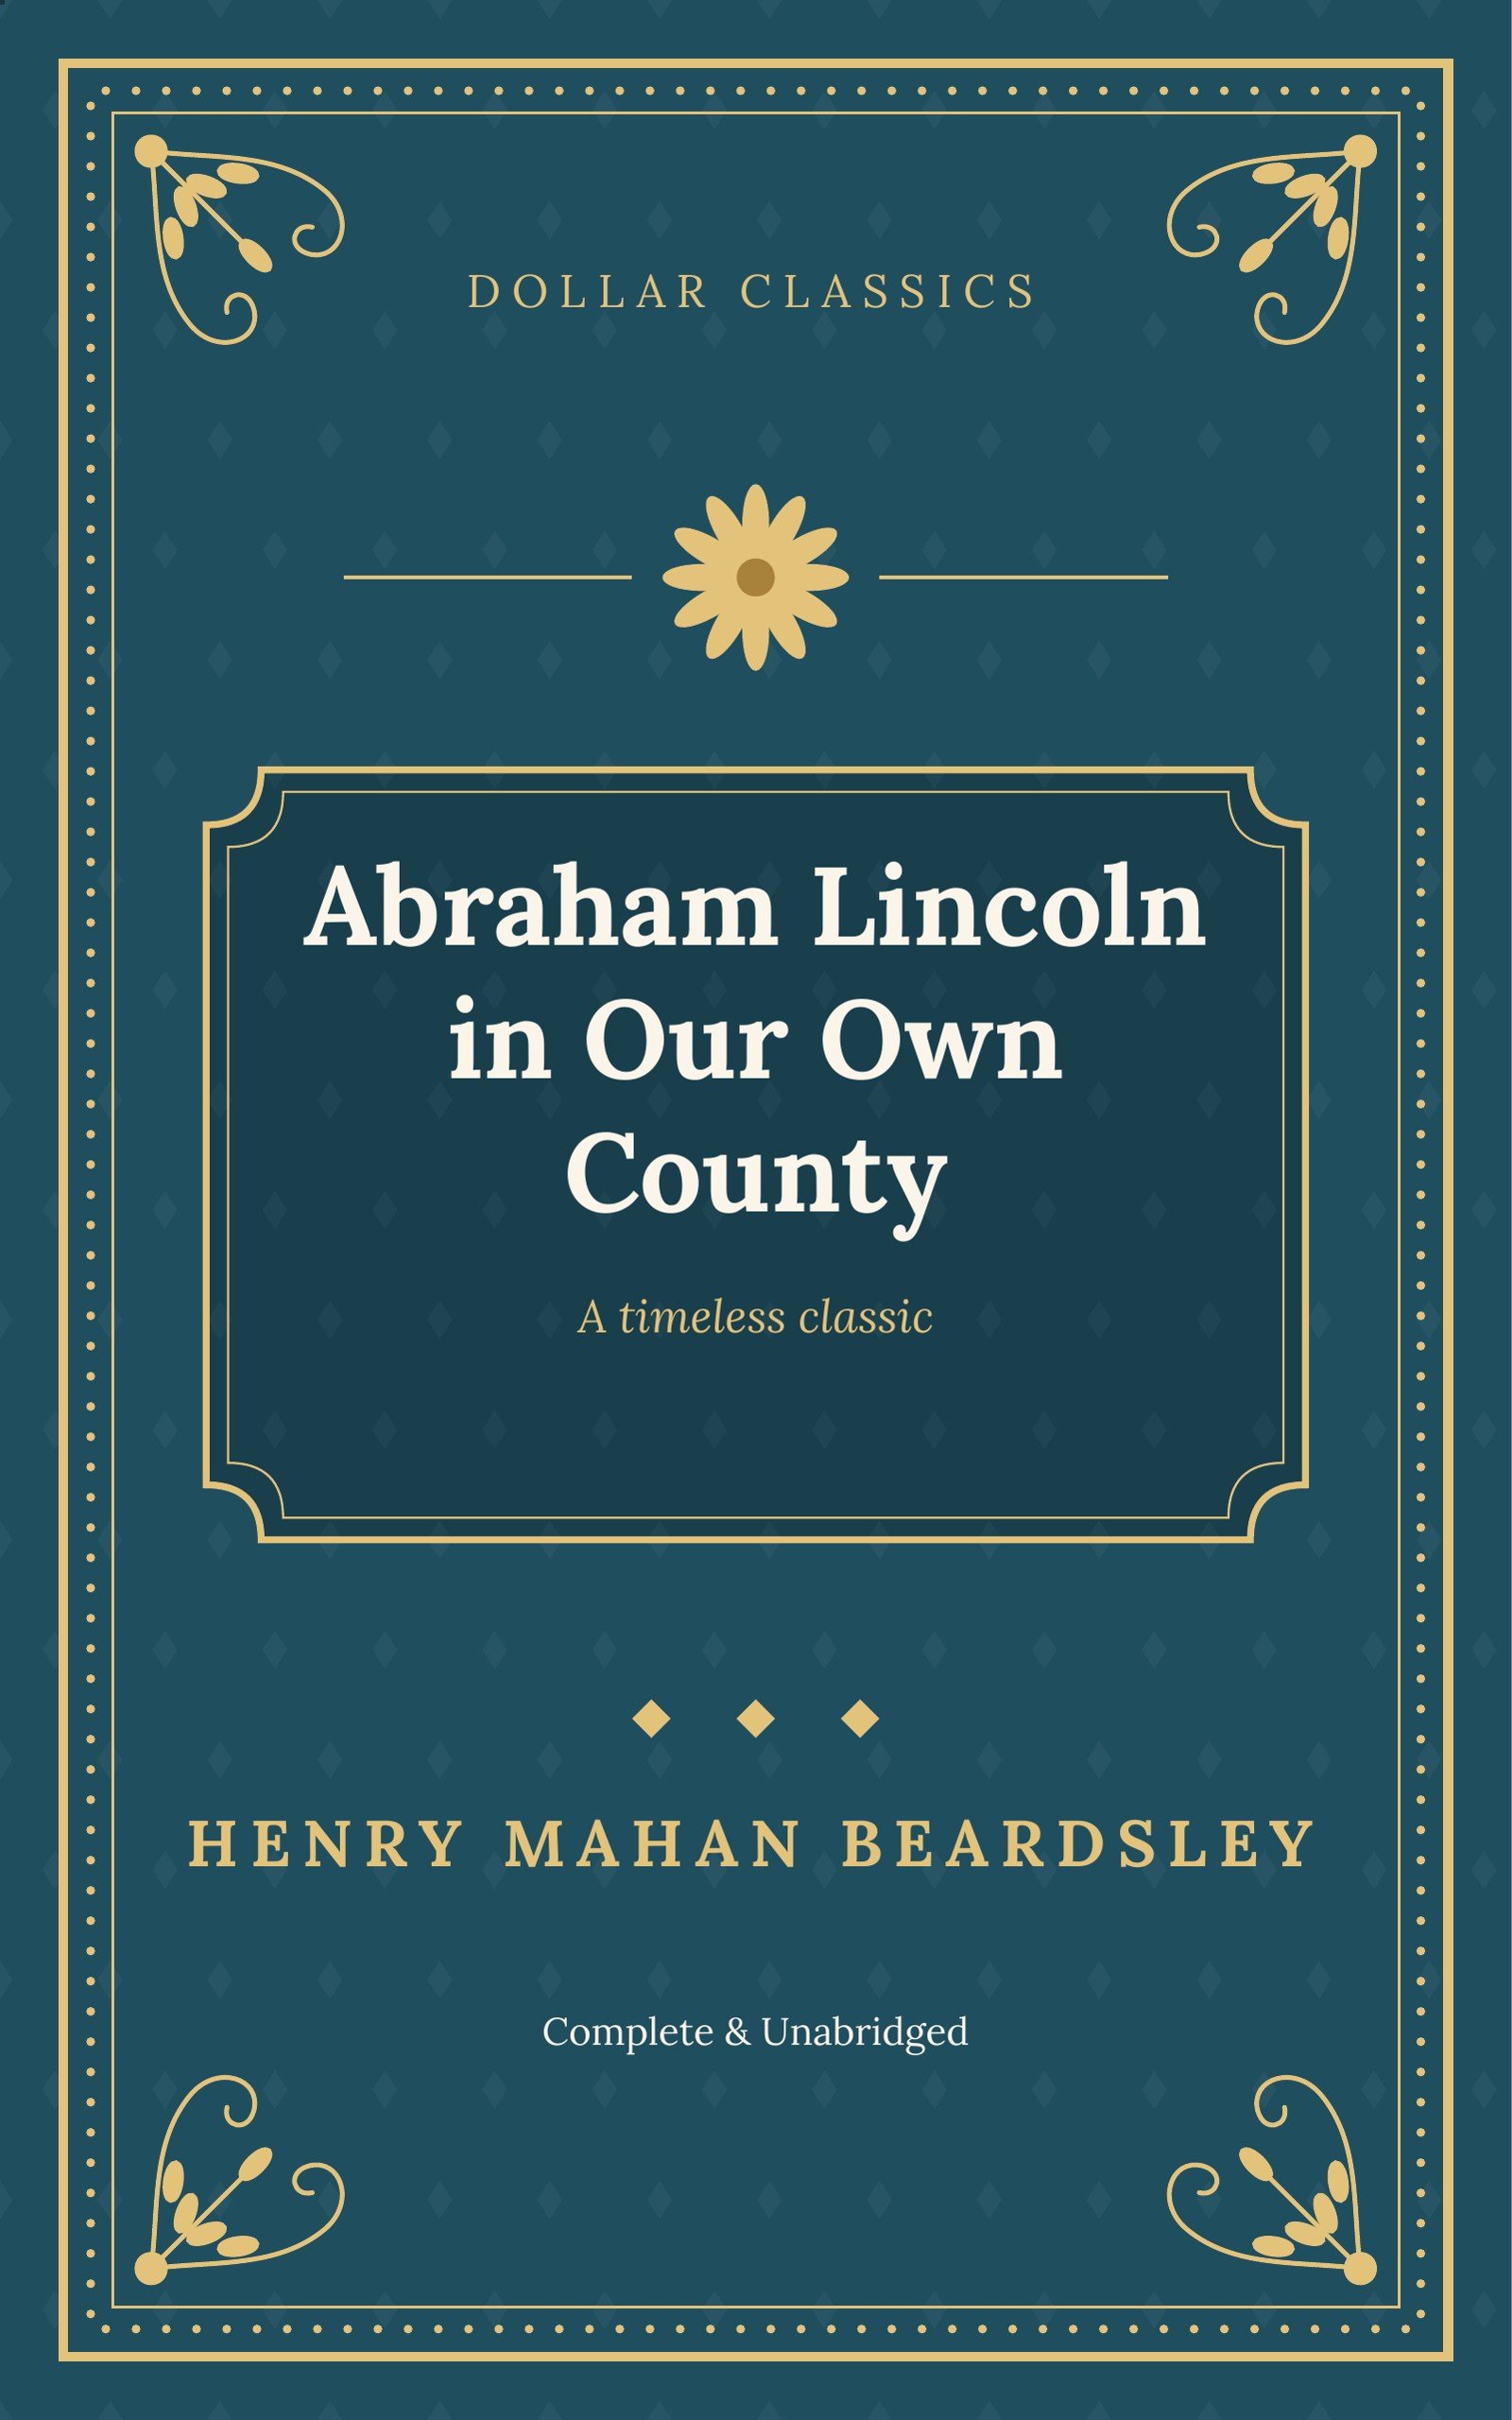 DOLLAR CLASSICS
Abraham Lincoln
in Our Own
County
A timeless classic
HENRY MAHAN BEARDSLEY
Complete & Unabridged